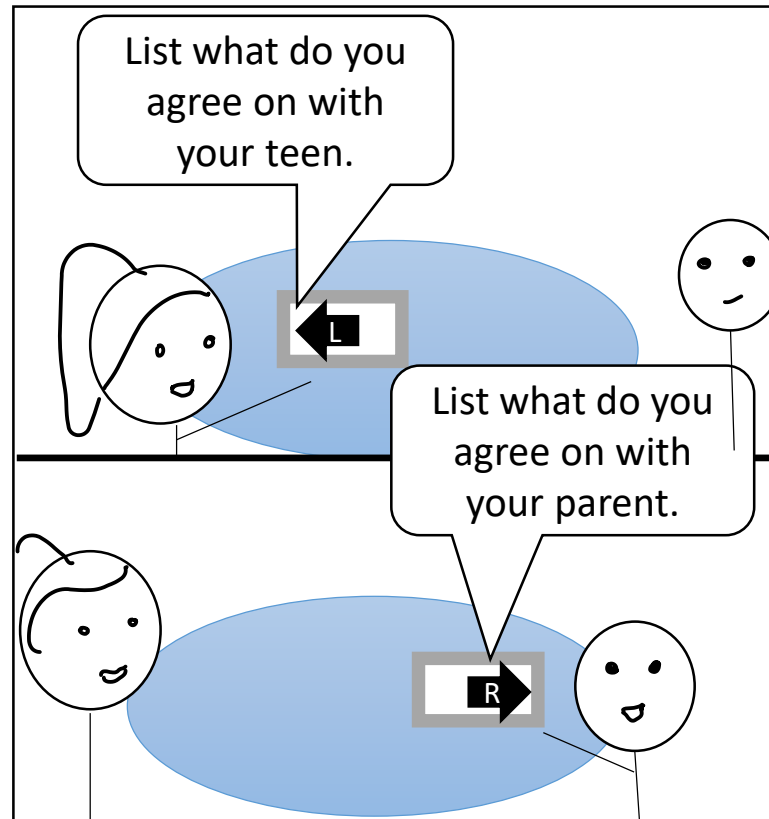 List what do you
agree on with
your teen.
L
List what do you
agree on with
your parent.
R